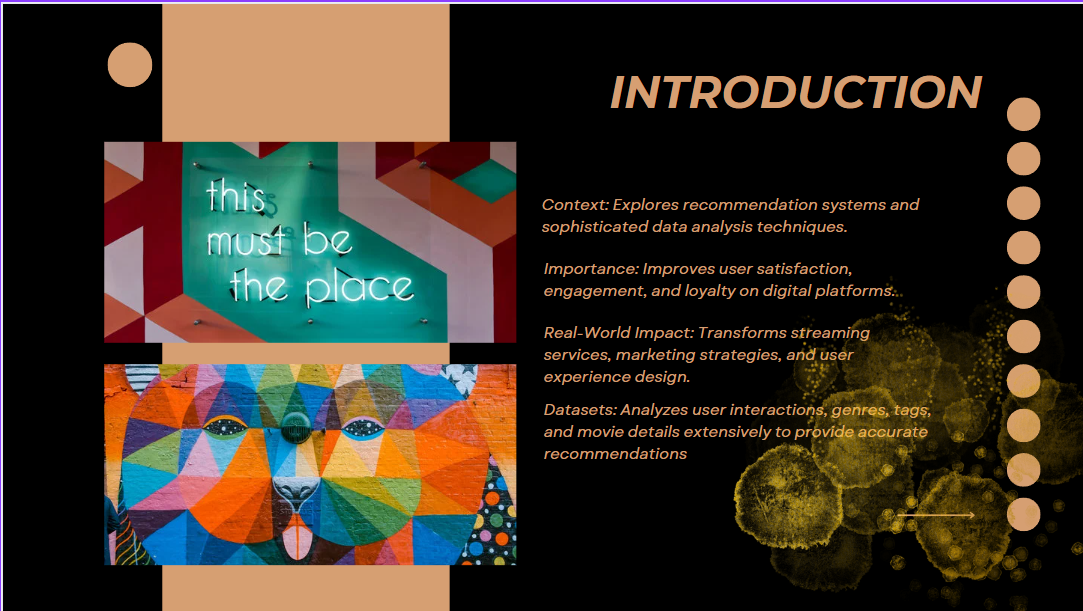 INTRODUCTION
this
must be
the place
Context: Explores recommendation systems and
sophisticated data analysis techniques.
Importance: Improves user satisfaction,
engagement, and loyalty on digital platforms.
Real-World Impact: Transforms streaming
services, marketing strategies, and user
experience design.
Datasets: Analyzes user interactions, genres, tags,
and movie details extensively to provide accurate
recommendations